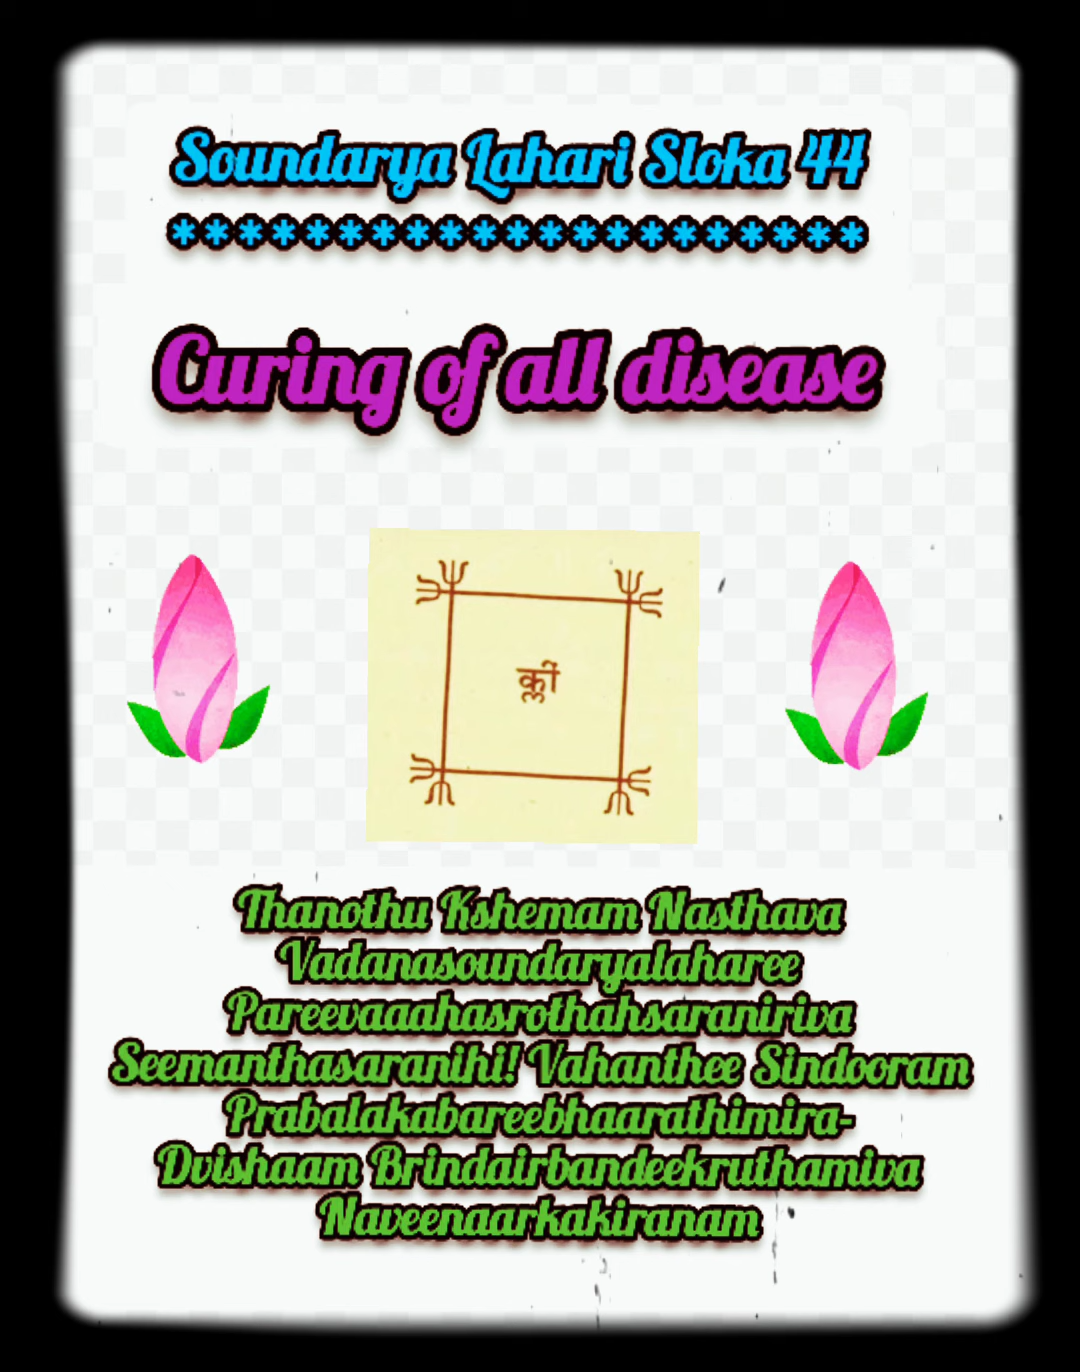 Soundarya Lahari Sloka 44
*********************
Curing of all disease
क्लीं
Thanothu Kshemam Nasthava
Vadanasoundaryalaharee
Pareevaaahasrothahsaraniriva
Seemanthasaranihi! Vahanthee Sindooram
Prabalakabareebhaarathimira-
Dvishaam Brindairbandeekruthamiva
Naveenaarkakiranam